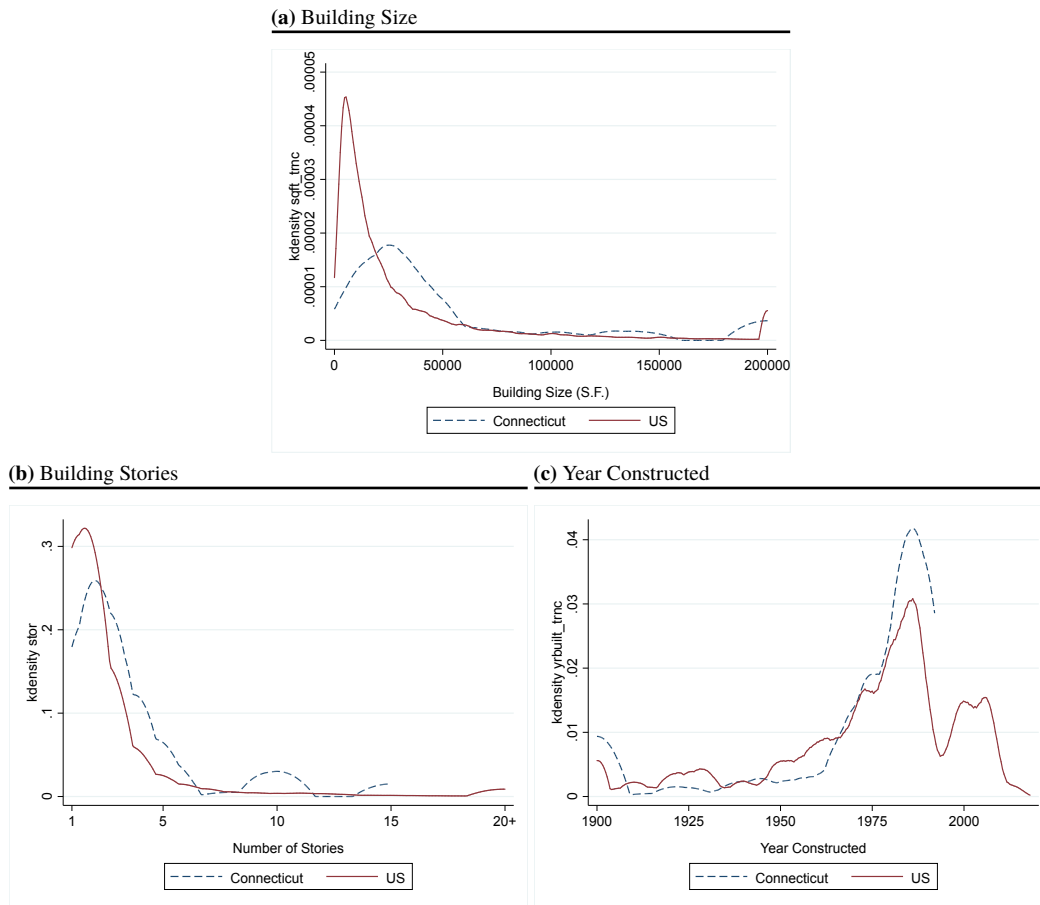 (a) Building Size
kdensity sqft_trnc
0 .00001 .00002 .00003 .00004 .00005
0 50000 100000 150000 200000
Building Size (S.F.)
Connecticut US
(b) Building Stories
kdensity stor
0 .1 .2 .3
1 5 10 15 20+
Number of Stories
Connecticut US
(c) Year Constructed
kdensity yrbuilt_trnc
0 .01 .02 .03 .04
1900 1925 1950 1975 2000
Year Constructed
Connecticut US